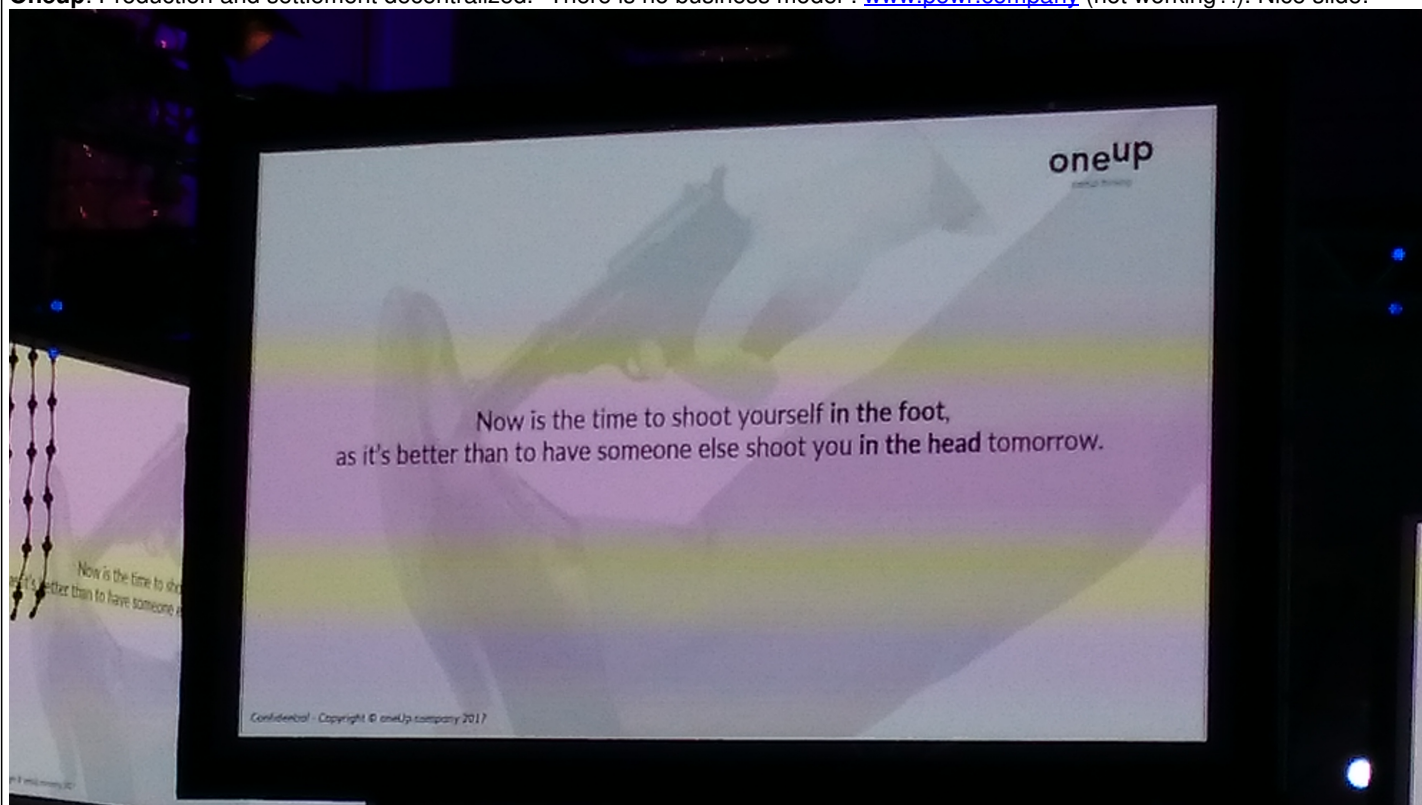 Oneup: Production and settlement decentralized. "There is no business model". www.powr.company (not working?!). Nice slide:
oneup
Now is the time to shoot yourself in the foot,
as it's better than to have someone else shoot you in the head tomorrow.
Confidential - Copyright © oneUp company 2017
Now is the time to sho
as it's better than to have someone e